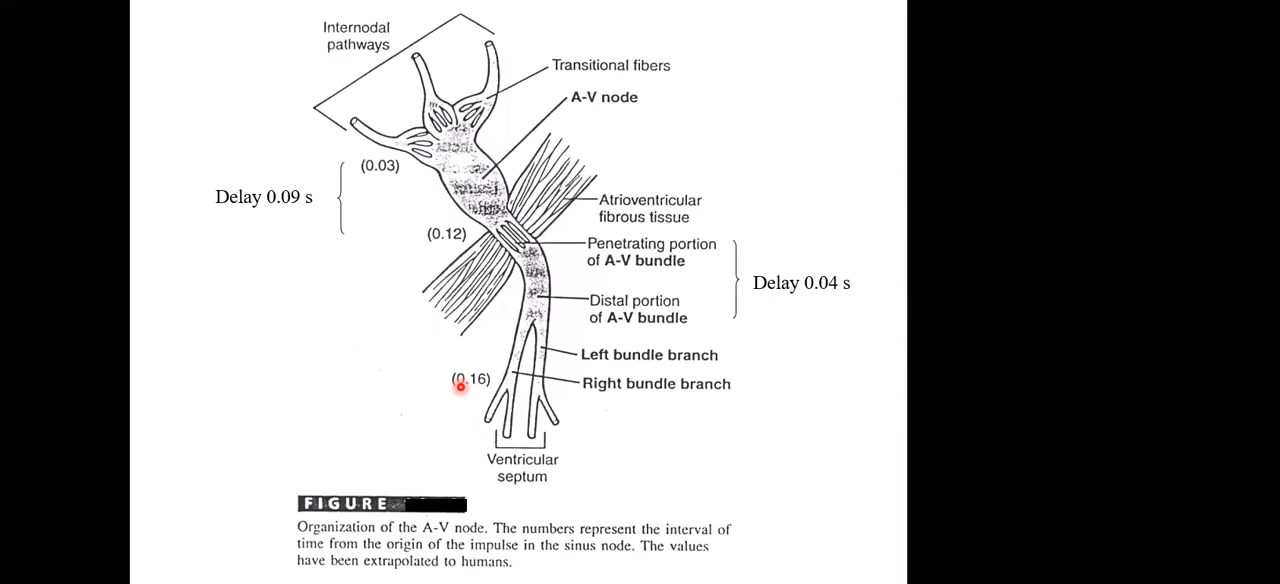 Internodal
pathways
Transitional fibers
A-V node
(0.03)
Delay 0.09 s
Atrioventricular
fibrous tissue
(0.12)
Penetrating portion
of A-V bundle
Delay 0.04 s
Distal portion
of A-V bundle
Left bundle branch
(0.16)
Right bundle branch
Ventricular
septum
FIGURE
Organization of the A-V node. The numbers represent the interval of
time from the origin of the impulse in the sinus node. The values
have been extrapolated to humans.